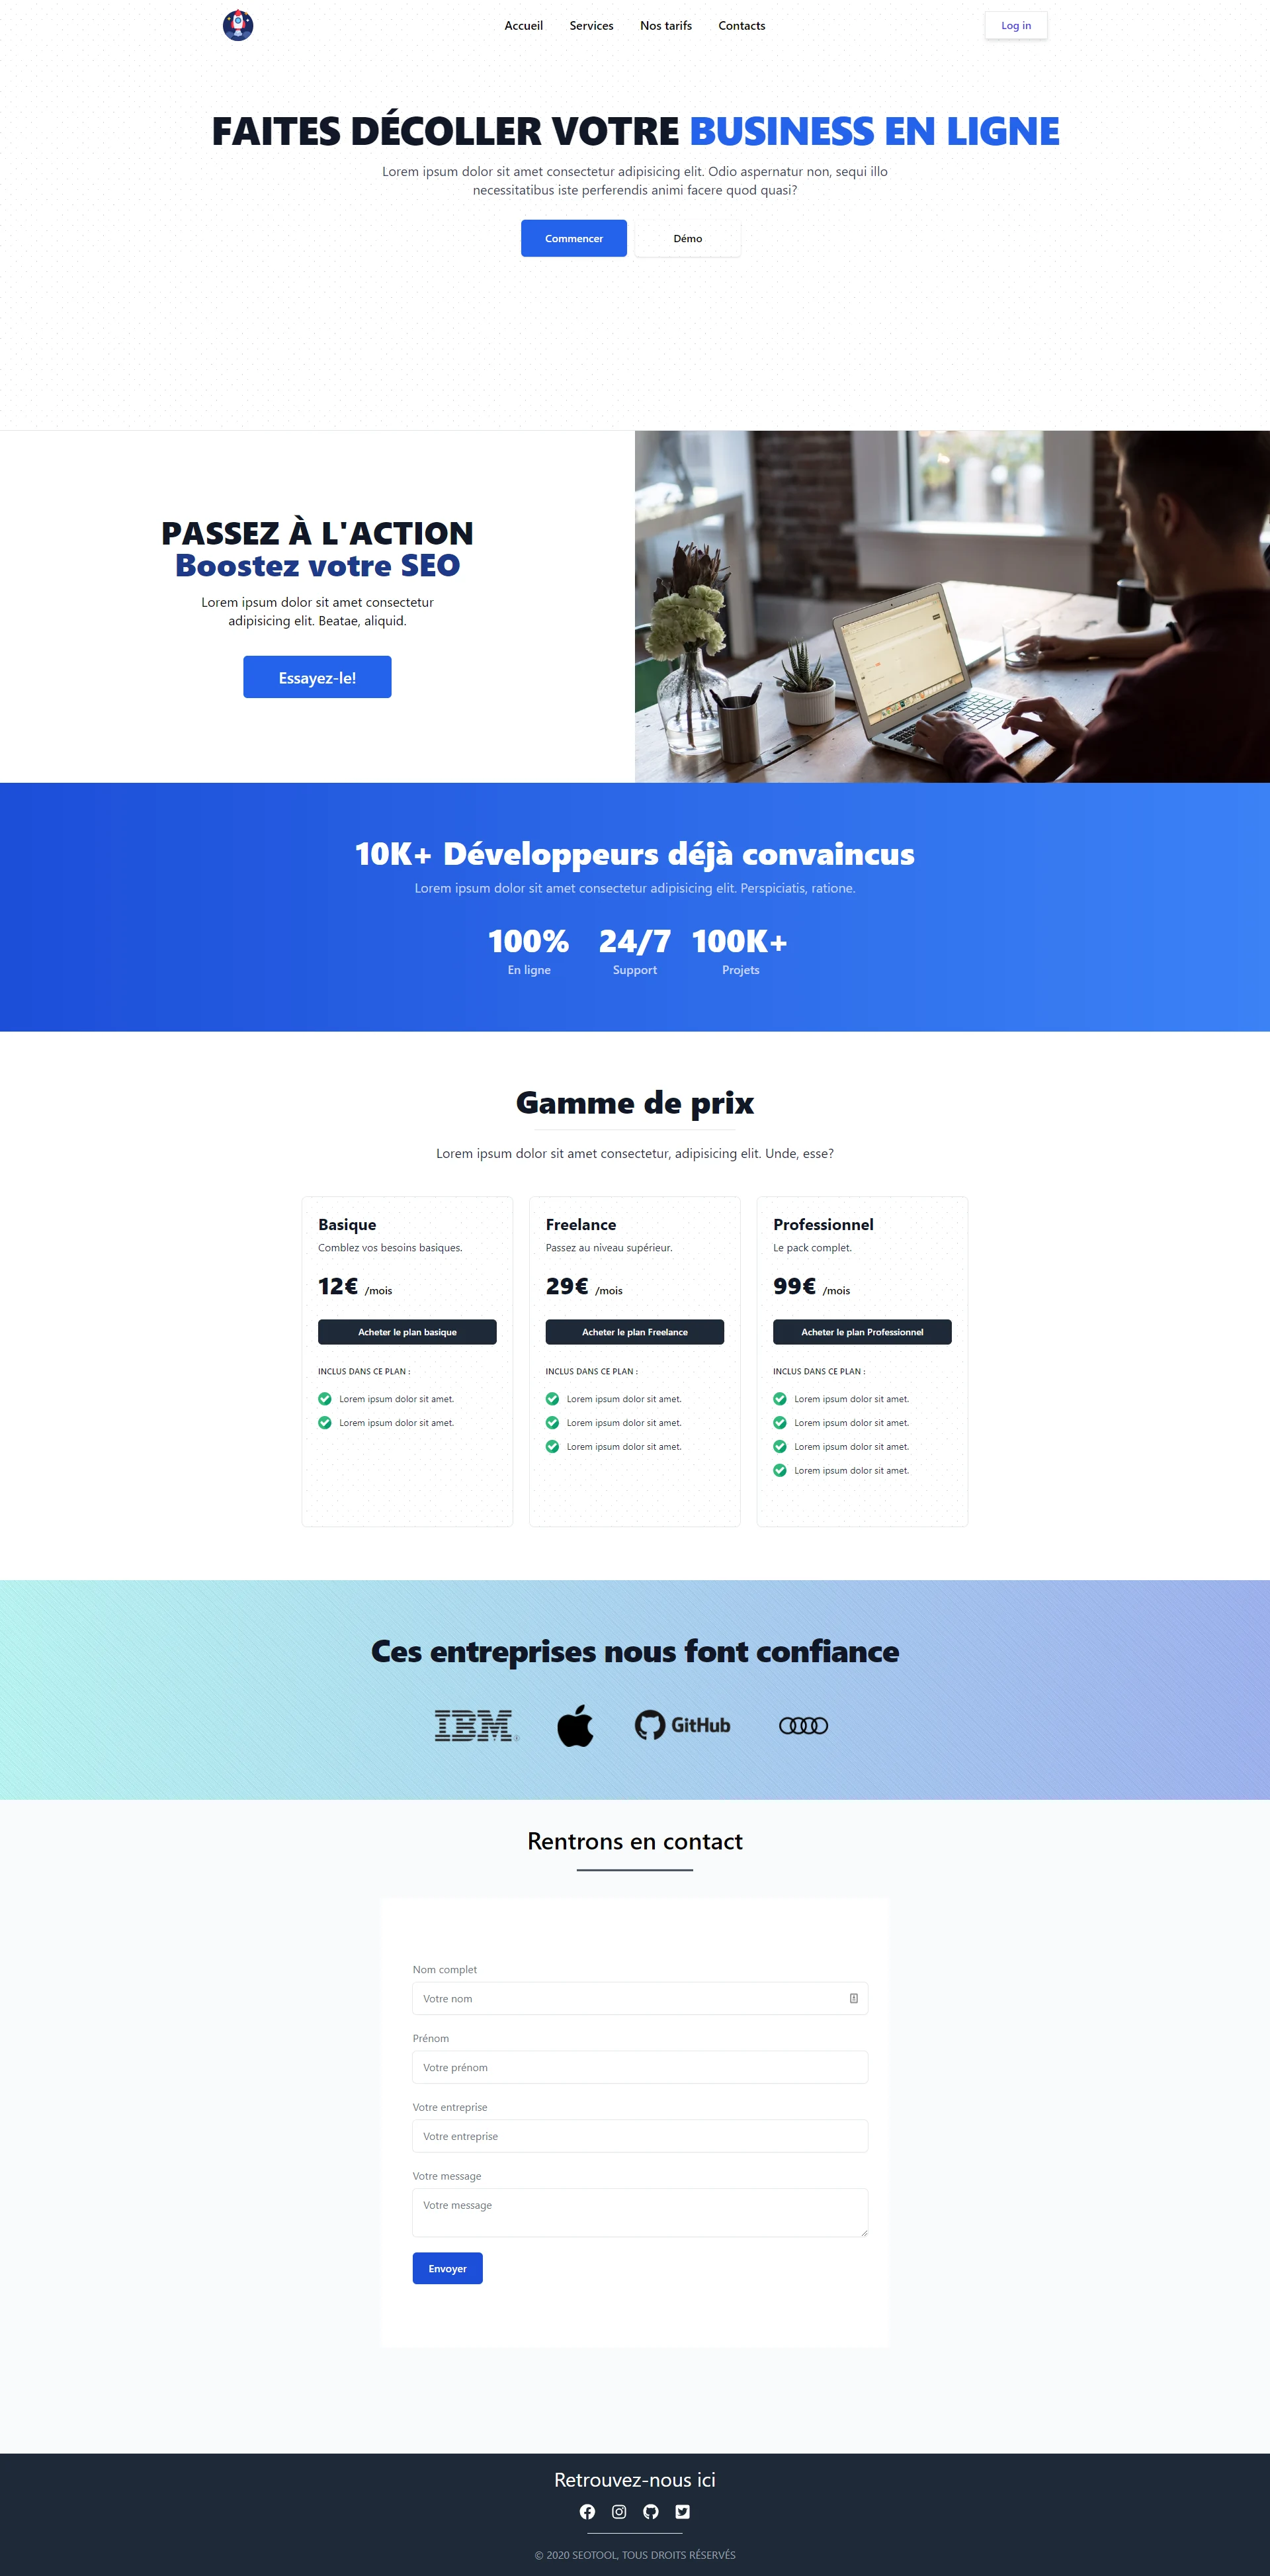 Accueil Services Nos tarifs Contacts Log in
FAITES DÉCOLLER VOTRE BUSINESS EN LIGNE
Lorem ipsum dolor sit amet consectetur adipisicing elit. Odio aspernatur non, sequi illo
necessitatibus iste perferendis animi facere quod quasi?
Commencer Démo
PASSEZ À L'ACTION
Boostez votre SEO
Lorem ipsum dolor sit amet consectetur
adipisicing elit. Beatae, aliquid.
Essayez-le!
10K+ Développeurs déjà convaincus
Lorem ipsum dolor sit amet consectetur adipisicing elit. Perspiciatis, ratione.
100% 24/7 100K+
En ligne Support Projets
Gamme de prix
Lorem ipsum dolor sit amet consectetur, adipisicing elit. Unde, esse?
Basique
Comblez vos besoins basiques.
12€ /mois
Acheter le plan basique
INCLUS DANS CE PLAN :
Lorem ipsum dolor sit amet.
Lorem ipsum dolor sit amet.
Freelance
Passez au niveau supérieur.
29€ /mois
Acheter le plan Freelance
INCLUS DANS CE PLAN :
Lorem ipsum dolor sit amet.
Lorem ipsum dolor sit amet.
Lorem ipsum dolor sit amet.
Professionnel
Le pack complet.
99€ /mois
Acheter le plan Professionnel
INCLUS DANS CE PLAN :
Lorem ipsum dolor sit amet.
Lorem ipsum dolor sit amet.
Lorem ipsum dolor sit amet.
Lorem ipsum dolor sit amet.
Ces entreprises nous font confiance
IBM® GitHub
Rentrons en contact
Nom complet
Votre nom
Prénom
Votre prénom
Votre entreprise
Votre entreprise
Votre message
Votre message
Envoyer
Retrouvez-nous ici
© 2020 SEOTOOL, TOUS DROITS RÉSERVÉS